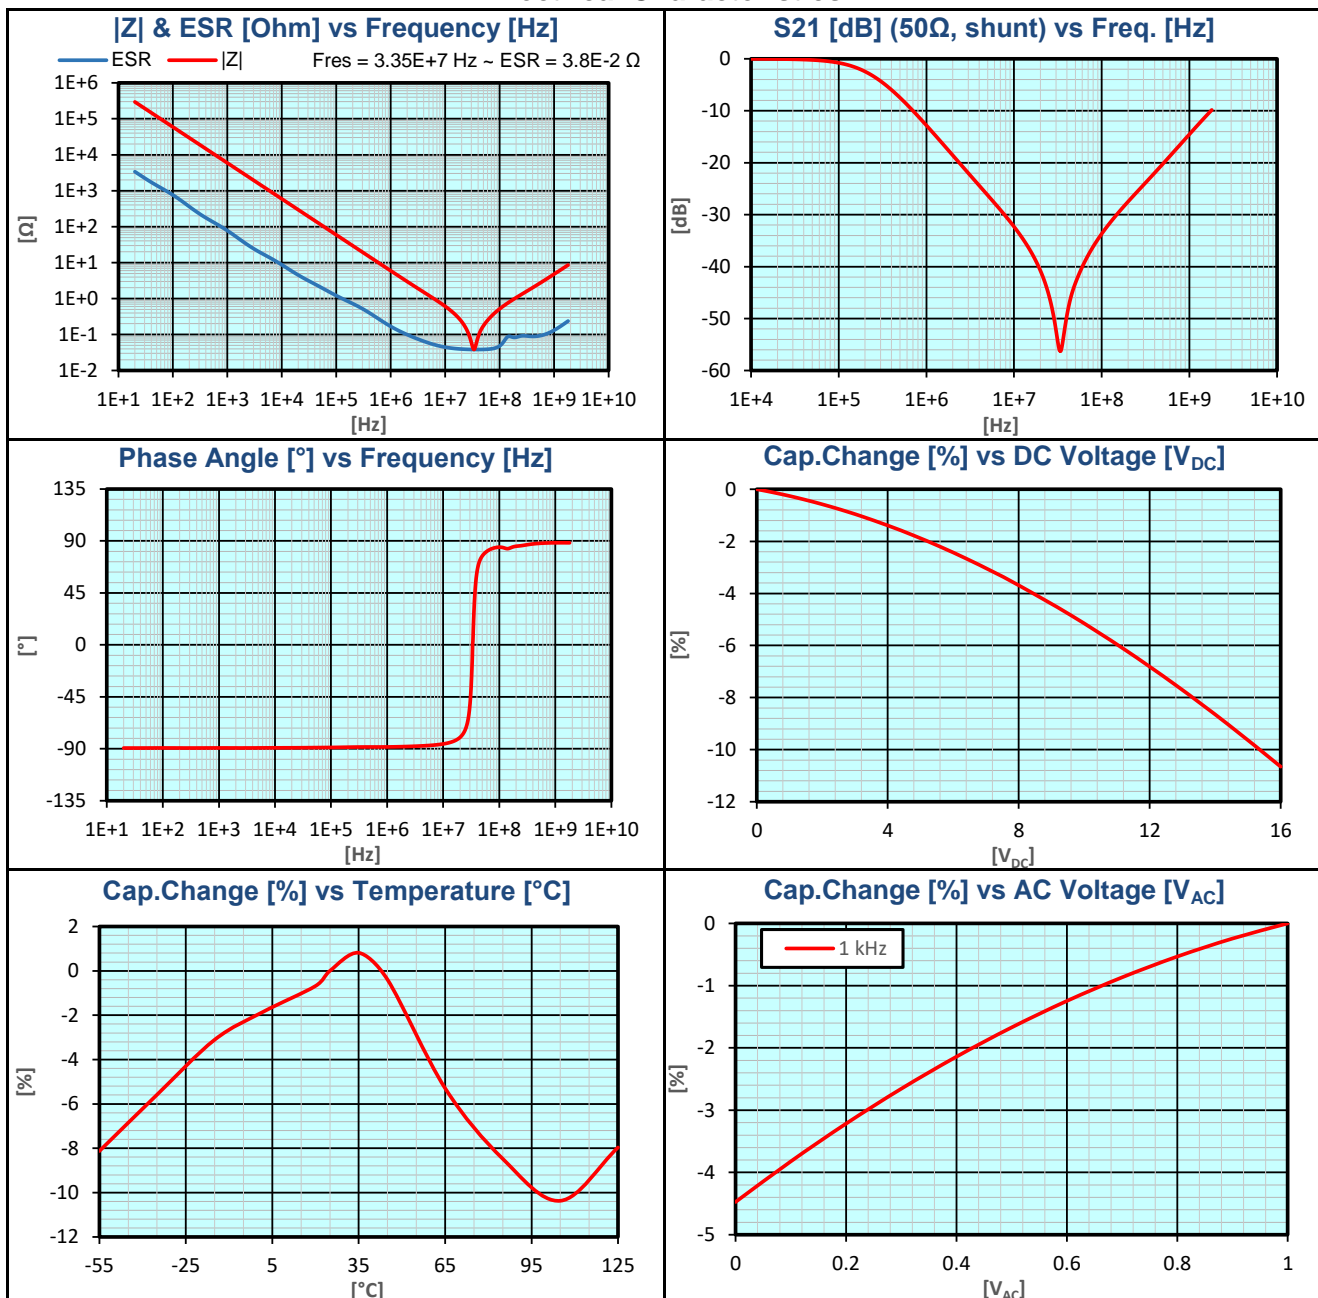 |Z| & ESR [Ohm] vs Frequency [Hz]
ESR |Z| Fres = 3.35E+7 Hz ~ ESR = 3.8E-2 Ω
1E+6
1E+5
1E+4
1E+3
1E+2
1E+1
1E+0
1E-1
1E-2
[Ω]
1E+1 1E+2 1E+3 1E+4 1E+5 1E+6 1E+7 1E+8 1E+9 1E+10
[Hz]
S21 [dB] (50Ω, shunt) vs Freq. [Hz]
0
-10
-20
-30
-40
-50
-60
[dB]
1E+4 1E+5 1E+6 1E+7 1E+8 1E+9 1E+10
[Hz]
Phase Angle [°] vs Frequency [Hz]
135
90
45
0
-45
-90
-135
[°]
1E+1 1E+2 1E+3 1E+4 1E+5 1E+6 1E+7 1E+8 1E+9 1E+10
[Hz]
Cap.Change [%] vs DC Voltage [VDC]
0
-2
-4
-6
-8
-10
-12
[%]
0 4 8 12 16
[VDC]
Cap.Change [%] vs Temperature [°C]
2
0
-2
-4
-6
-8
-10
-12
[%]
-55 -25 5 35 65 95 125
[°C]
Cap.Change [%] vs AC Voltage [VAC]
1 kHz
0
-1
-2
-3
-4
-5
[%]
0 0.2 0.4 0.6 0.8 1
[VAC]